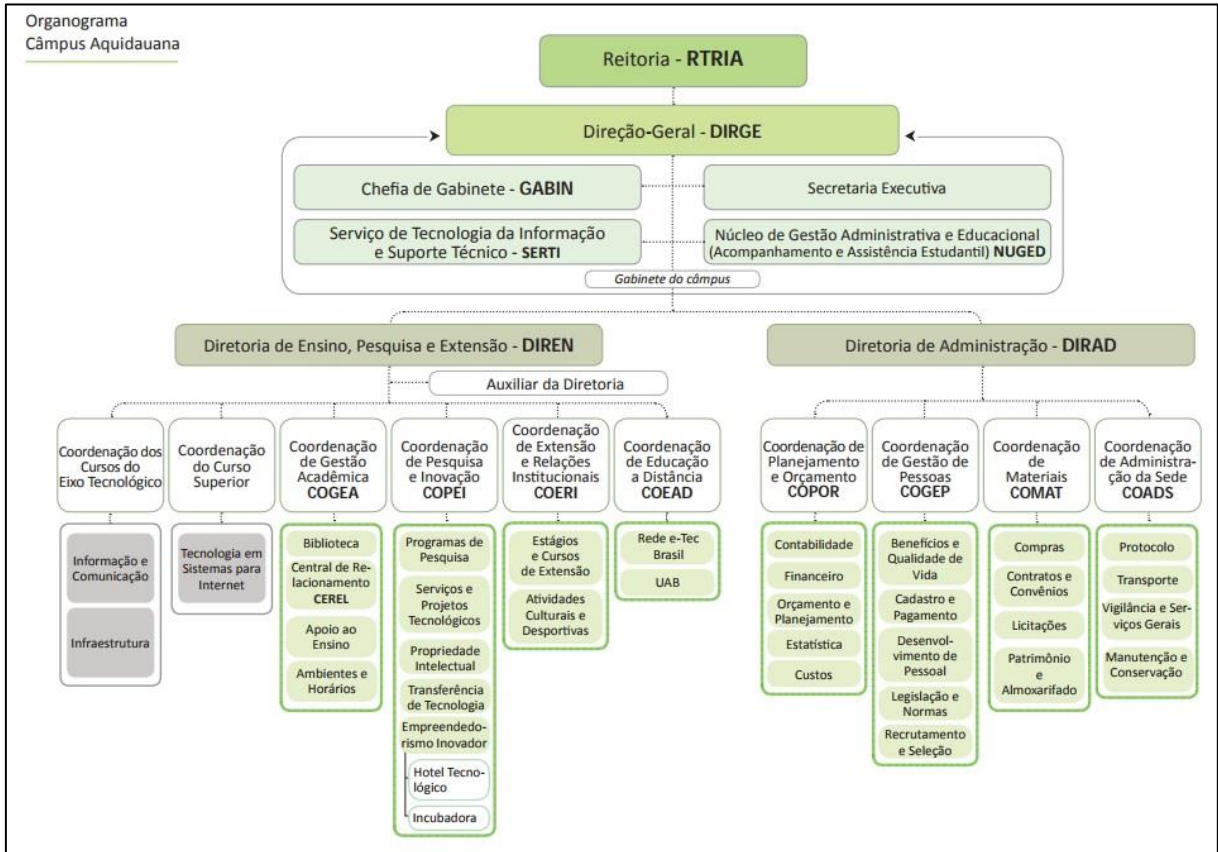 Organograma
Câmpus Aquidauana
Reitoria - RTRIA
Direção-Geral - DIRGE
Chefia de Gabinete - GABIN
Secretaria Executiva
Serviço de Tecnologia da Informação
e Suporte Técnico - SERTI
Núcleo de Gestão Administrativa e Educacional
(Acompanhamento e Assistência Estudantil) NUGED
Gabinete do câmpus
Diretoria de Ensino, Pesquisa e Extensão - DIREN
Diretoria de Administração - DIRAD
Auxiliar da Diretoria
Coordenação dos
Cursos do
Eixo Tecnológico
Informação e
Comunicação
Infraestrutura
Coordenação
do Curso
Superior
Tecnologia em
Sistemas para
Internet
Coordenação
de Gestão
Acadêmica
COGEA
Biblioteca
Central de Re-
lacionamento
CEREL
Apoio ao
Ensino
Ambientes e
Horários
Coordenação
de Pesquisa
e Inovação
COPEI
Programas de
Pesquisa
Serviços e
Projetos
Tecnológicos
Propriedade
Intelectual
Transferência
de Tecnologia
Empreendedo-
rismo Inovador
Hotel Tecno-
lógico
Incubadora
Coordenação
de Extensão
e Relações
Institucionais
COERI
Estágios
e Cursos
de Extensão
Atividades
Culturais e
Desportivas
Coordenação
de Educação
a Distância
COEAD
Rede e-Tec
Brasil
UAB
Coordenação de
Planejamento
e Orçamento
COPOR
Contabilidade
Financeiro
Orçamento e
Planejamento
Estatística
Custos
Coordenação
de Gestão de
Pessoas
COGEP
Benefícios e
Qualidade de
Vida
Cadastro e
Pagamento
Desenvol-
vimento de
Pessoal
Legislação e
Normas
Recrutamento
e Seleção
Coordenação
de
Materiais
COMAT
Compras
Contratos e
Convênios
Licitações
Patrimônio
e
Almoxarifado
Coordenação
de Administra-
ção da Sede
COADS
Protocolo
Transporte
Vigilância e Ser-
viços Gerais
Manutenção e
Conservação